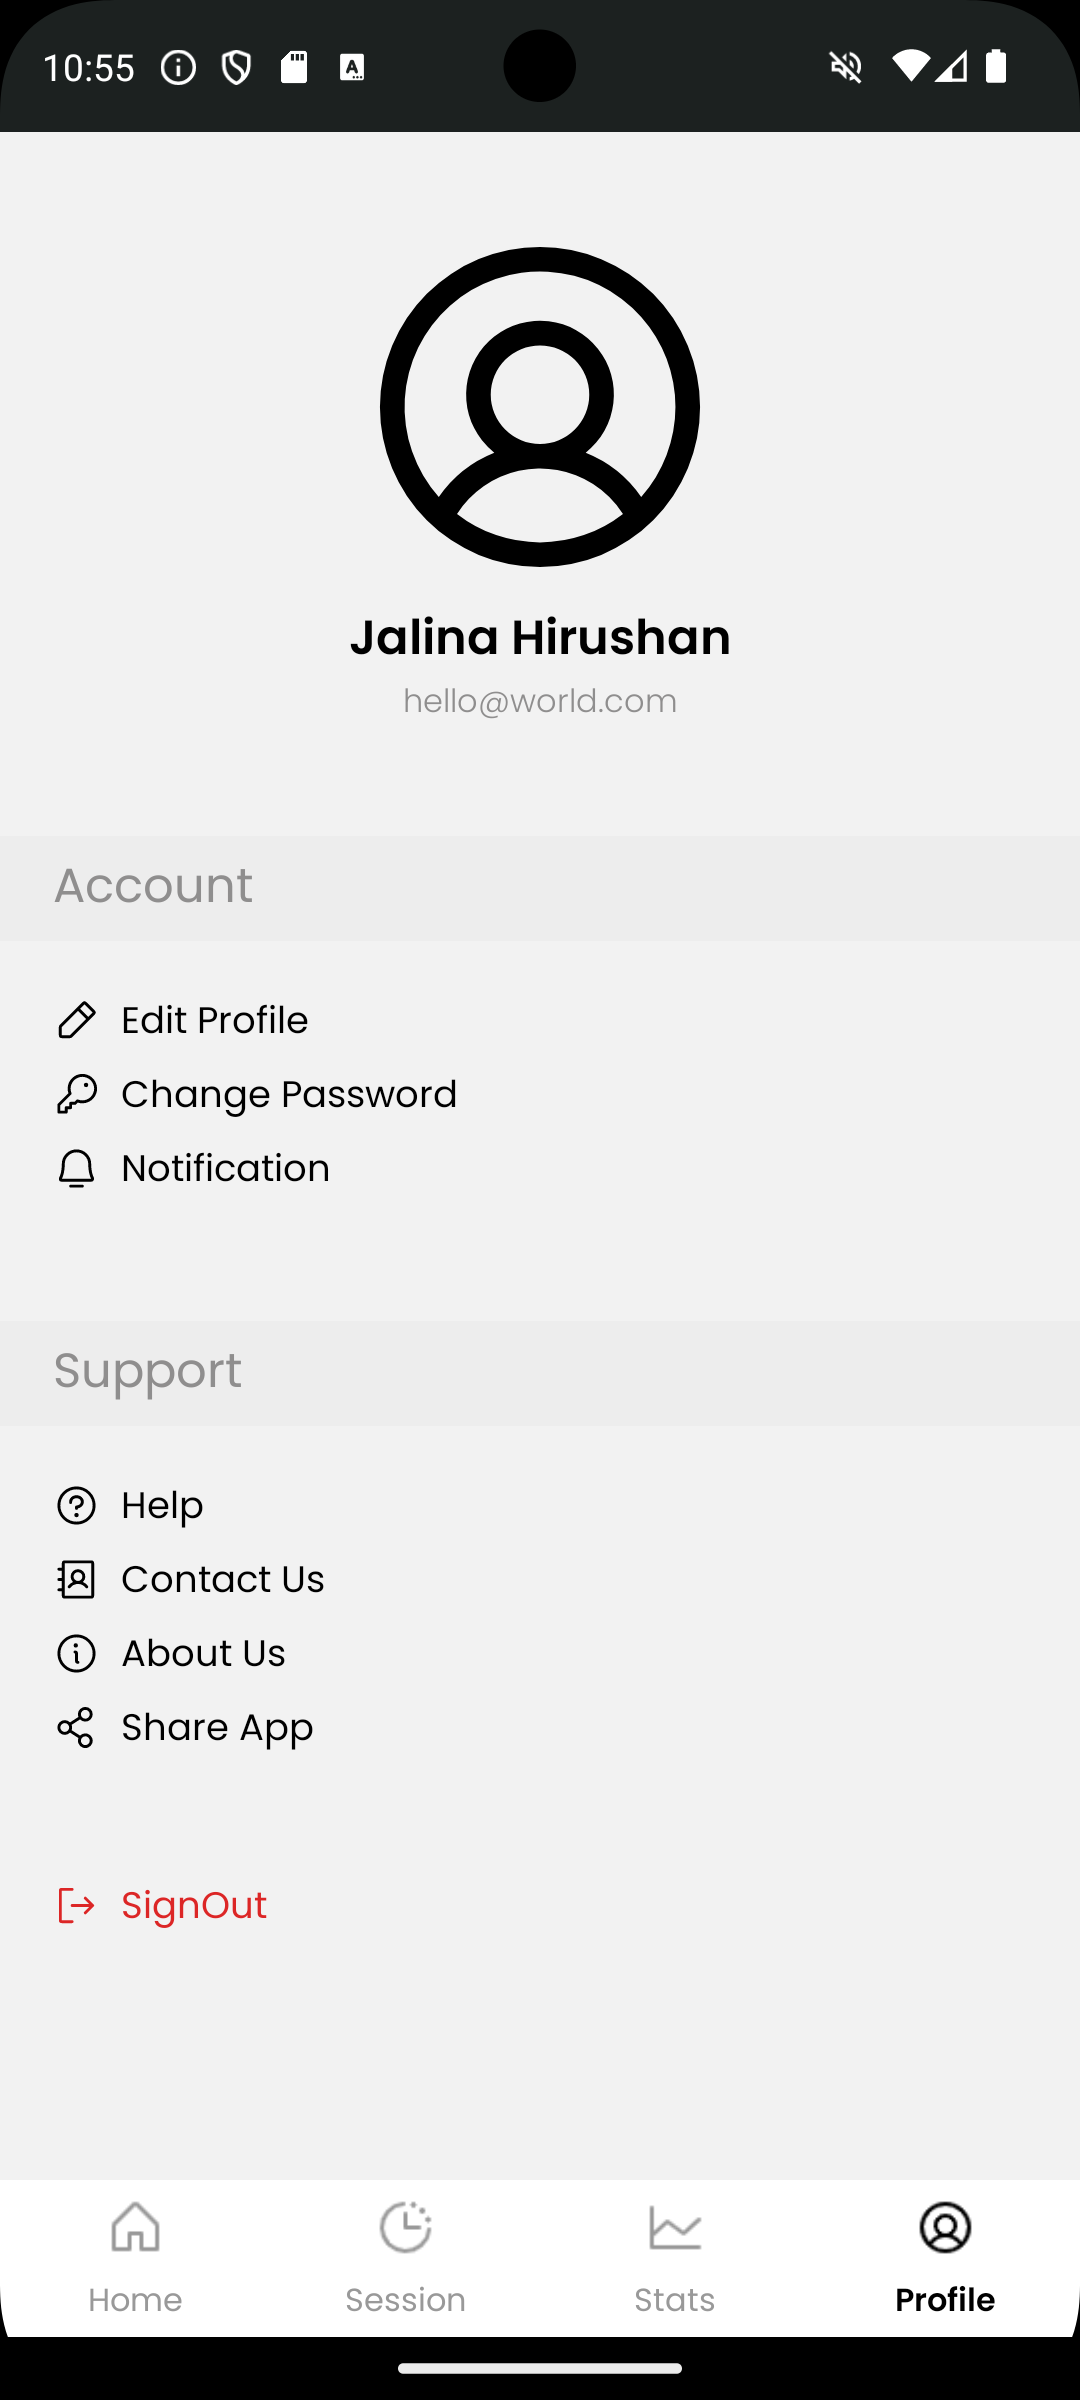 10:55
Jalina Hirushan
hello@world.com
Account
Edit Profile
Change Password
Notification
Support
Help
Contact Us
About Us
Share App
SignOut
Home
Session
Stats
Profile